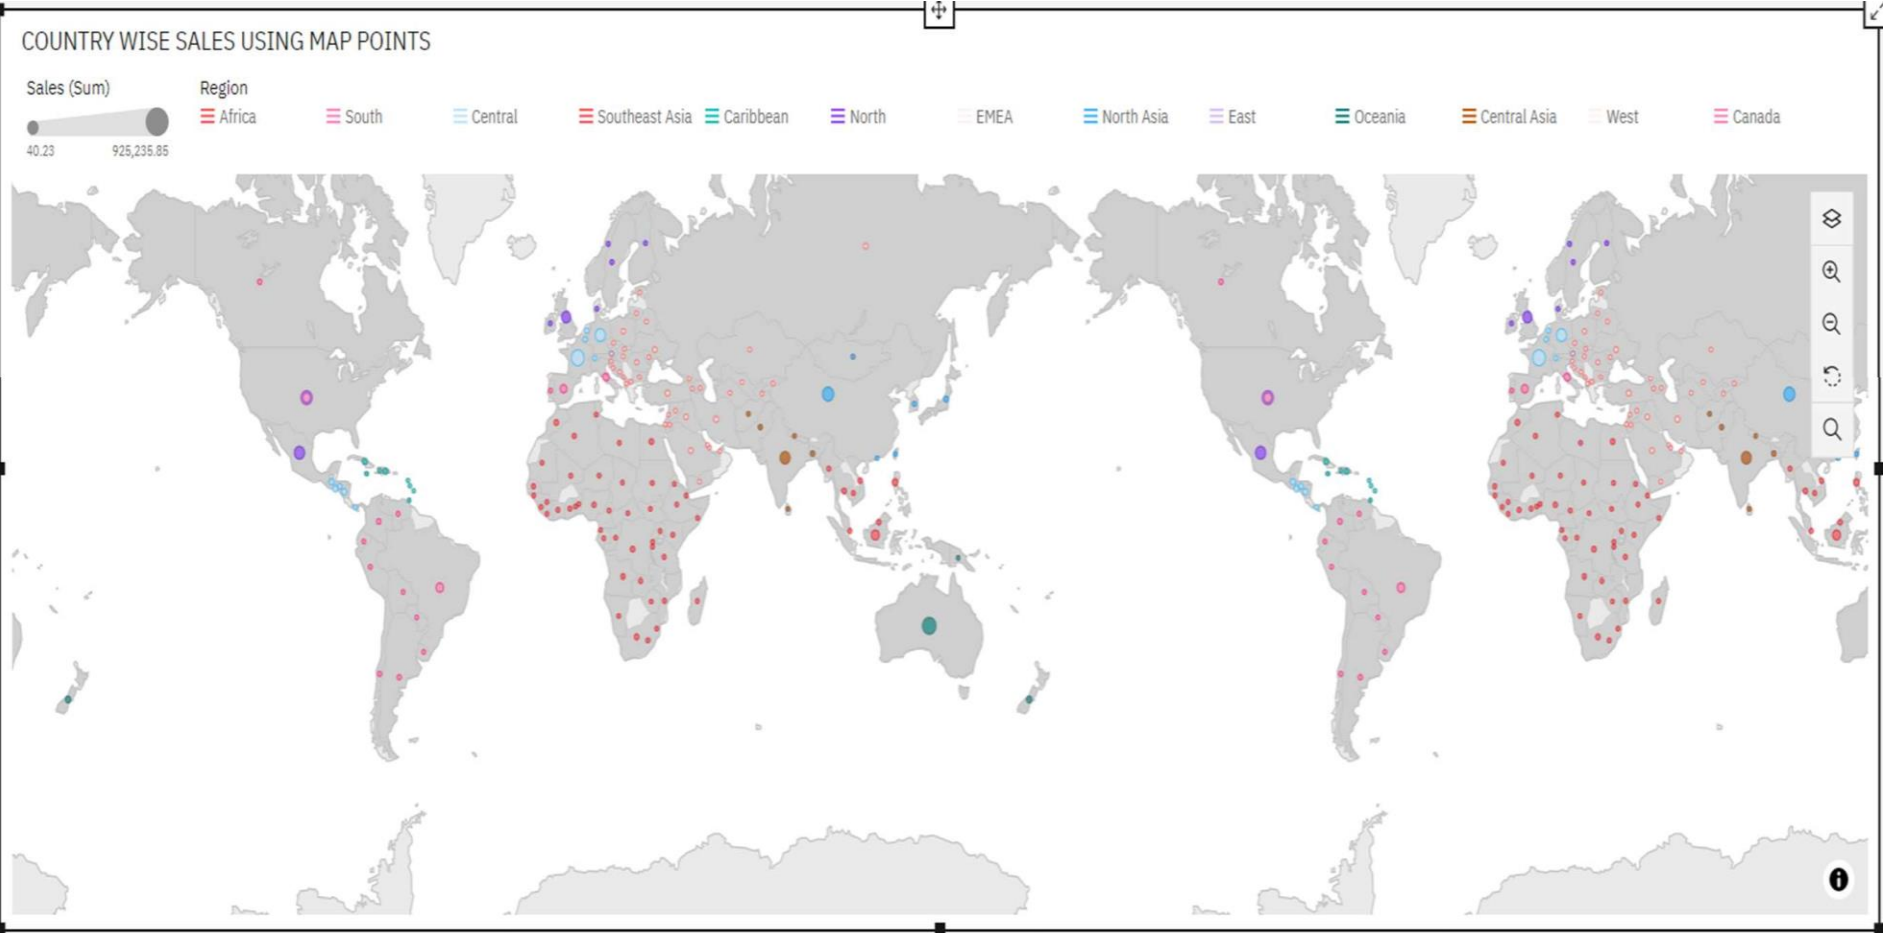 COUNTRY WISE SALES USING MAP POINTS
Sales (Sum)
40.23 925,235.85
Region
Africa South Central Southeast Asia Caribbean North EMEA North Asia East Oceania Central Asia West Canada